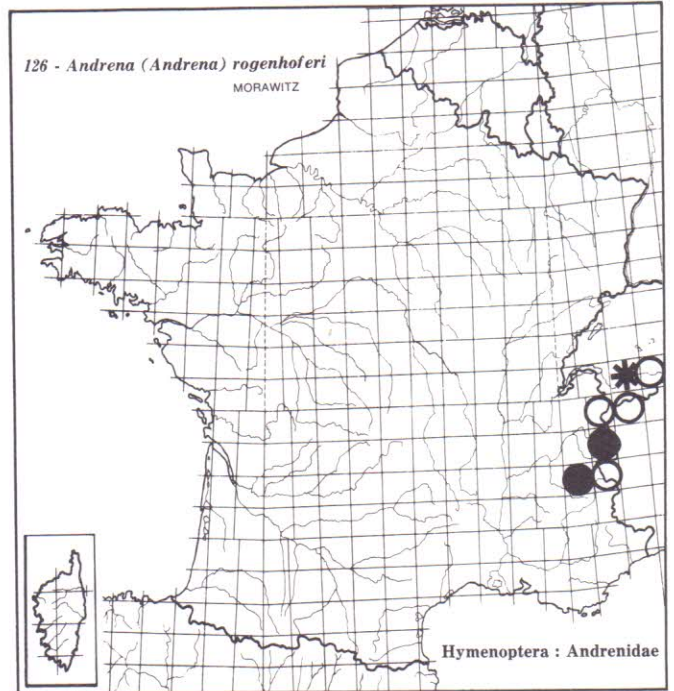 126 - Andrena (Andrena) rogenhoferi
MORAWITZ
Hymenoptera : Andrenidae